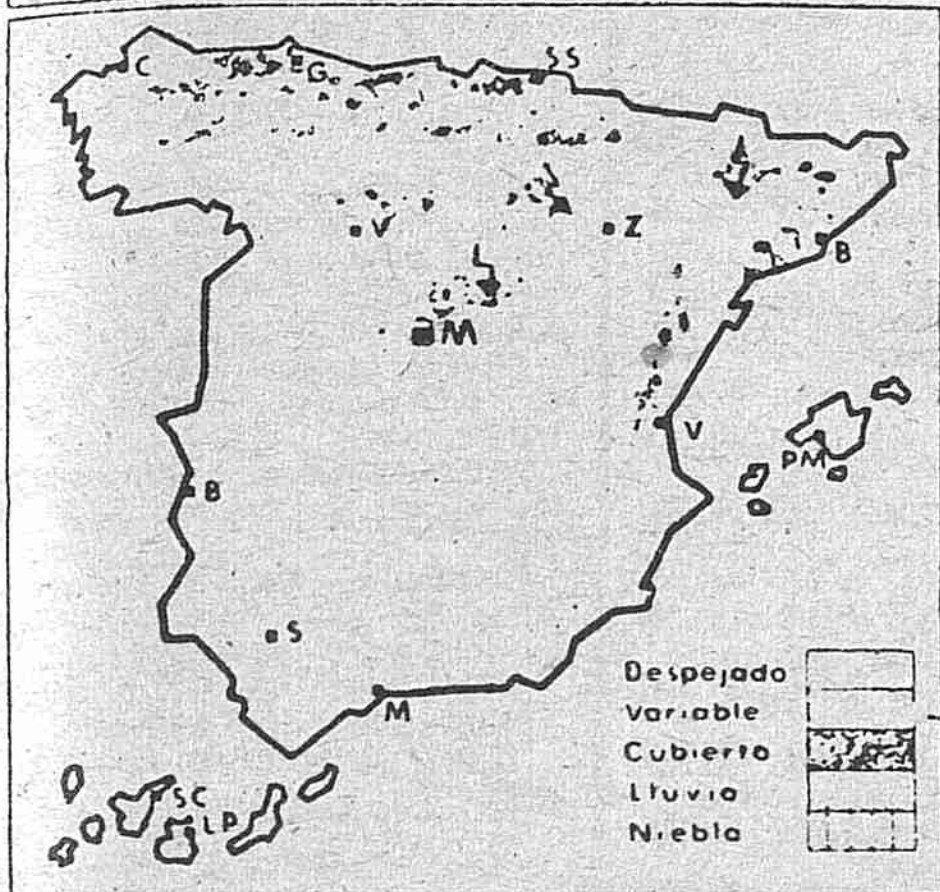 C
G.
SS
V
Z
B
M
V
PM
B
S
M
SC
LP
Despejado
Variable
Cubierto
Lluvia
Niebla